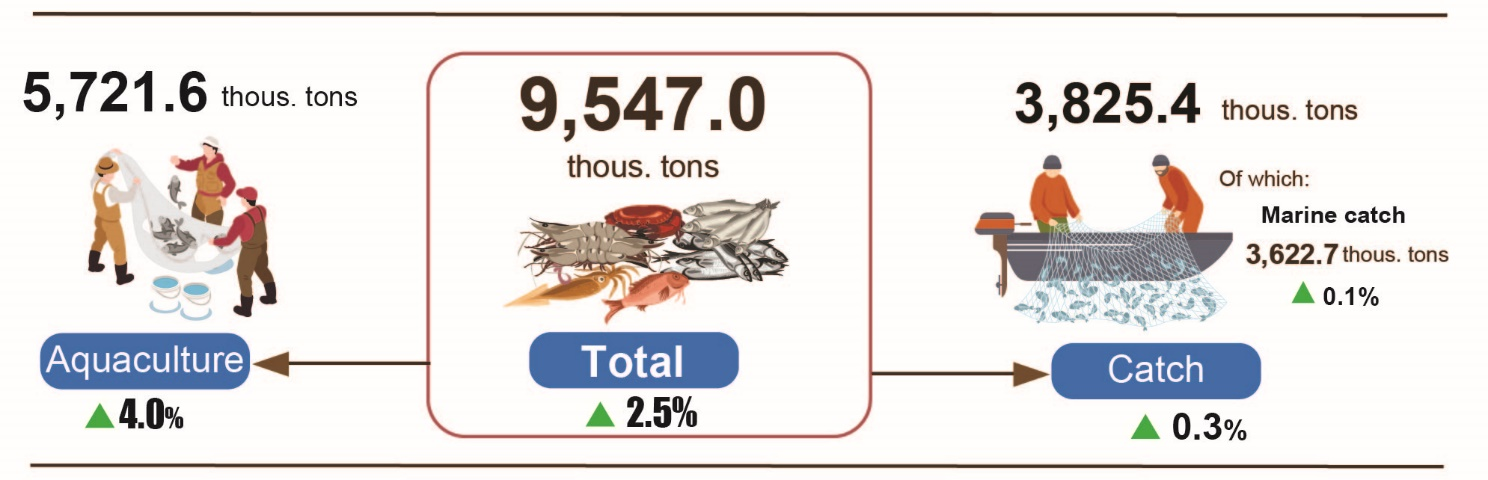 5,721.6 thous. tons
Aquaculture
▲ 4.0%
9,547.0
thous. tons
Total
▲ 2.5%
3,825.4 thous. tons
Of which:
Marine catch
3,622.7 thous. tons
▲ 0.1%
Catch
▲ 0.3%